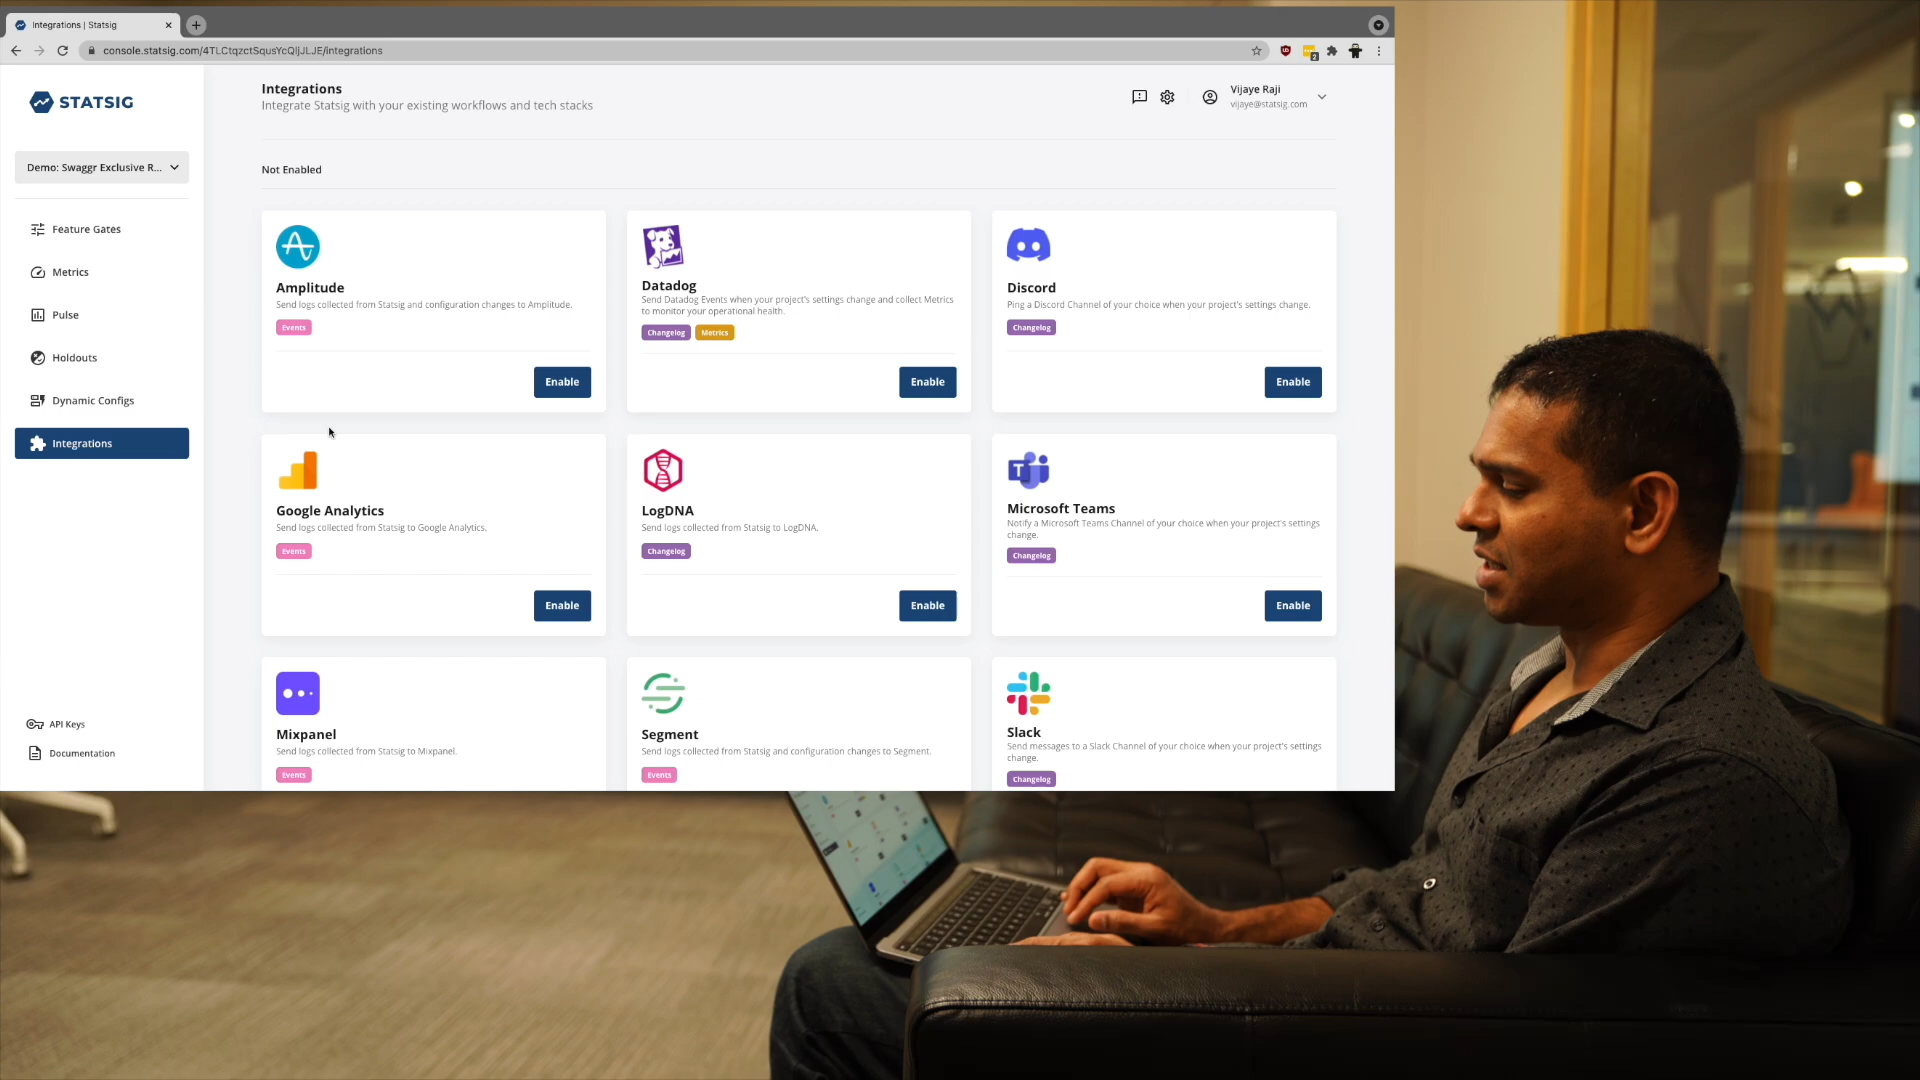 Integrations | Statsig
console.statsig.com/4TLCtqzctSqusYcQljJLJE/integrations
2
STATSIG
Integrations
Integrate Statsig with your existing workflows and tech stacks
Vijaye Raji
vijaye@statsig.com
Demo: Swaggr Exclusive R...
Feature Gates
Metrics
Pulse
Holdouts
Dynamic Configs
Integrations
API Keys
Documentation
Not Enabled
Amplitude
Send logs collected from Statsig and configuration changes to Amplitude.
Events
Enable
Datadog
Send Datadog Events when your project's settings change and collect Metrics
to monitor your operational health.
Changelog Metrics
Enable
Discord
Ping a Discord Channel of your choice when your project's settings change.
Changelog
Enable
Google Analytics
Send logs collected from Statsig to Google Analytics.
Events
Enable
LogDNA
Send logs collected from Statsig to LogDNA.
Changelog
Enable
T
Microsoft Teams
Notify a Microsoft Teams Channel of your choice when your project's settings
change.
Changelog
Enable
Mixpanel
Send logs collected from Statsig to Mixpanel.
Events
Segment
Send logs collected from Statsig and configuration changes to Segment.
Events
Slack
Send messages to a Slack Channel of your choice when your project's settings
change.
Changelog